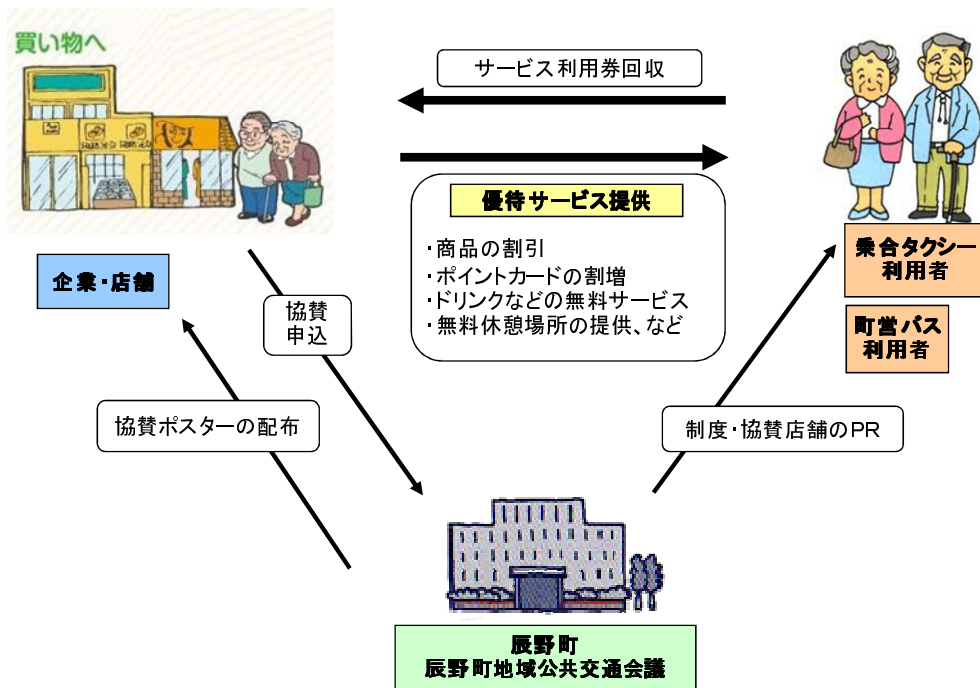 買い物へ
サービス利用券回収
優待サービス提供
・商品の割引
・ポイントカードの割増
・ドリンクなどの無料サービス
・無料休憩場所の提供、など
乗合タクシー
利用者
町営バス
利用者
企業・店舗
協賛
申込
協賛ポスターの配布
制度・協賛店舗のPR
辰野町
辰野町地域公共交通会議